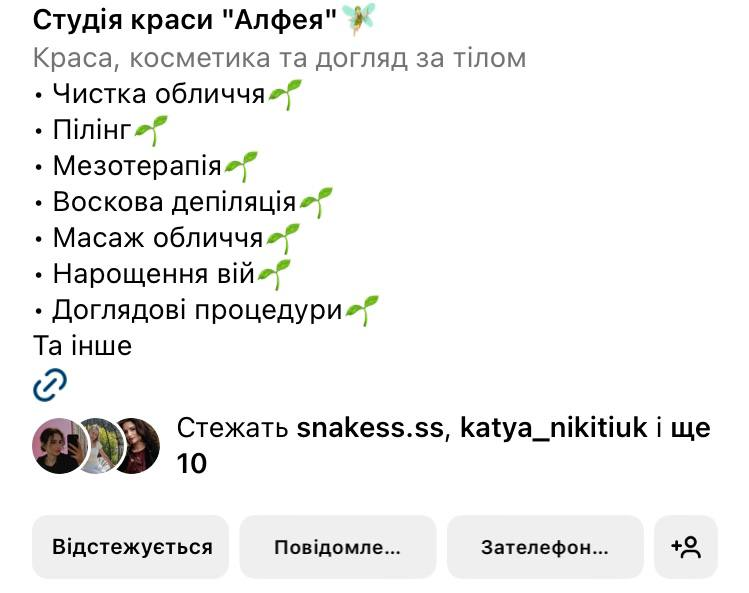 Студія краси "Алфея"🧚
Краса, косметика та догляд за тілом
• Чистка обличчя🌱
• Пілінг🌱
• Мезотерапія🌱
• Воскова депіляція🌱
• Масаж обличчя🌱
• Нарощення вій🌱
• Доглядові процедури🌱
Та інше
Стежать snakess.ss, katya_nikitiuk і ще
10
Відстежується Повідомле... Зателефон...